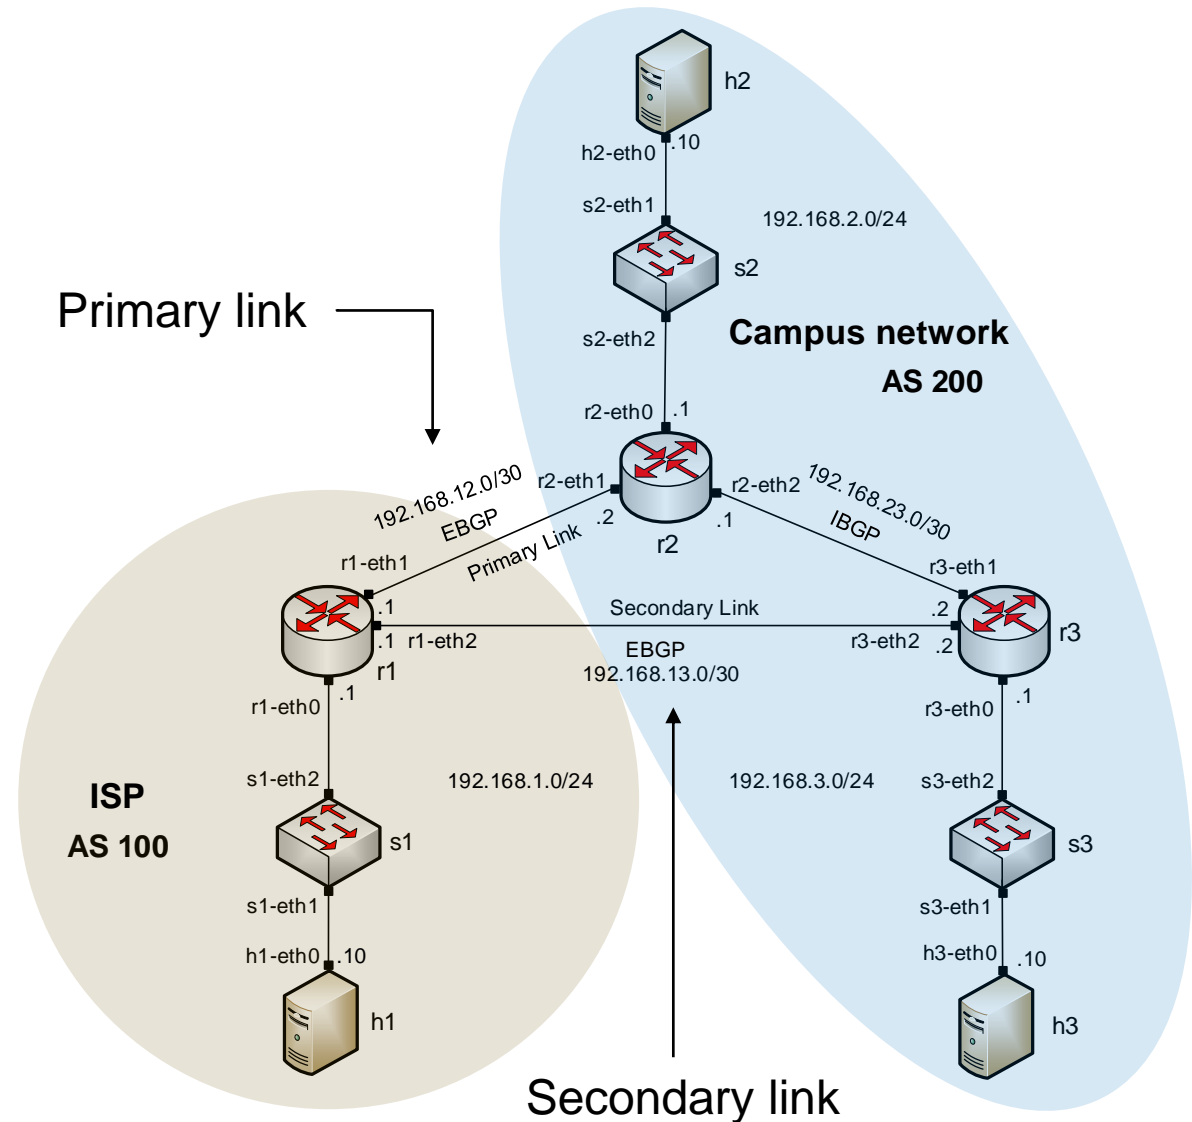 h2
h2-eth0
.10
s2-eth1
192.168.2.0/24
s2
Primary link
s2-eth2
Campus network
AS 200
r2-eth0
.1
192.168.12.0/30
EBGP
Primary Link
r2-eth1
.2
r2
r2-eth2
.1
192.168.23.0/30
IBGP
r1-eth1
.1
r3-eth1
.2
Secondary Link
.1
r1-eth2
r1
EBGP
192.168.13.0/30
r3-eth2
.2
r3
r1-eth0
.1
r3-eth0
.1
ISP
AS 100
s1-eth2
192.168.1.0/24
192.168.3.0/24
s3-eth2
s1
s3
s1-eth1
s3-eth1
h1-eth0
.10
h3-eth0
.10
h1
h3
Secondary link